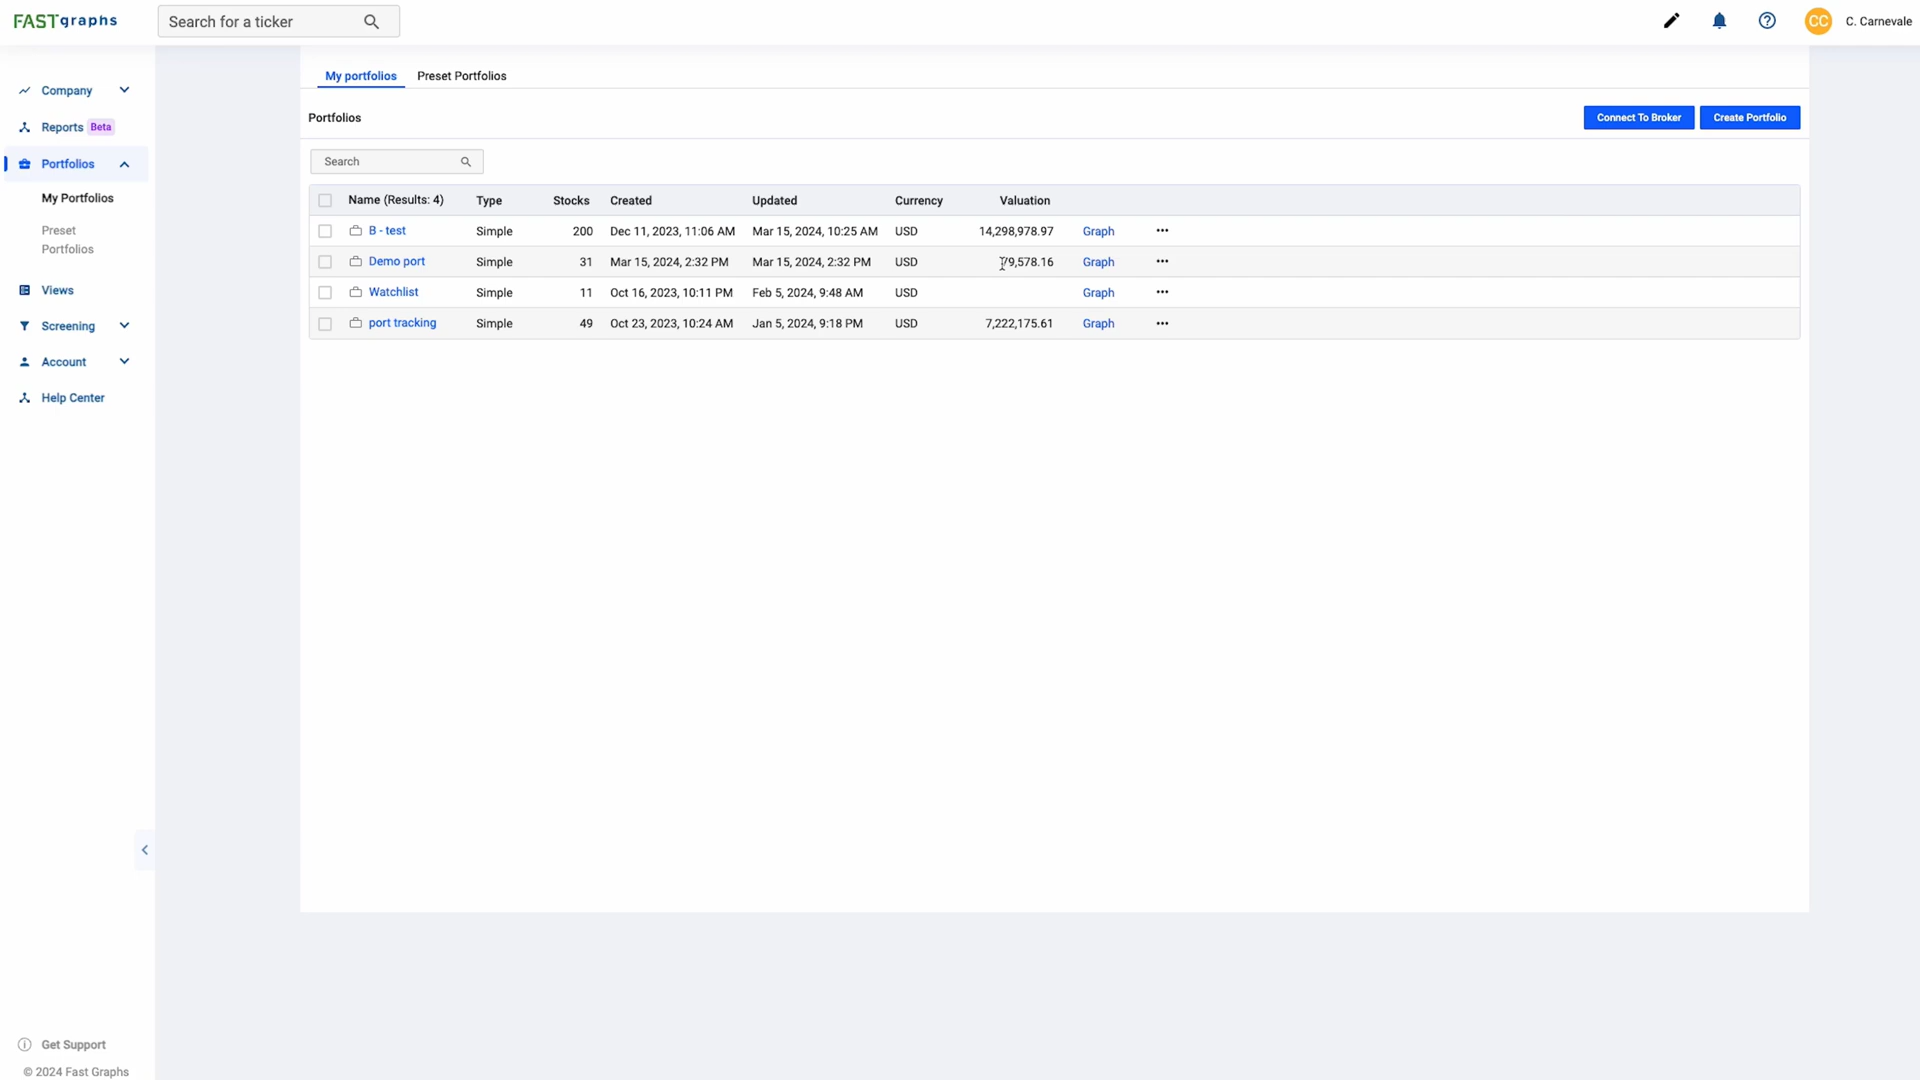 FAST graphs
Search for a ticker
CC
C. Carnevale
Company
Reports Beta
Portfolios
My Portfolios
Preset
Portfolios
Views
Screening
Account
Help Center
Get Support
© 2024 Fast Graphs
My portfolios Preset Portfolios
Portfolios
Connect To Broker Create Portfolio
Search
Name (Results: 4) Type Stocks Created Updated Currency Valuation
B - test Simple 200 Dec 11, 2023, 11:06 AM Mar 15, 2024, 10:25 AM USD 14,298,978.97 Graph •••
Demo port Simple 31 Mar 15, 2024, 2:32 PM Mar 15, 2024, 2:32 PM USD 79,578.16 Graph •••
Watchlist Simple 11 Oct 16, 2023, 10:11 PM Feb 5, 2024, 9:48 AM USD Graph •••
port tracking Simple 49 Oct 23, 2023, 10:24 AM Jan 5, 2024, 9:18 PM USD 7,222,175.61 Graph •••